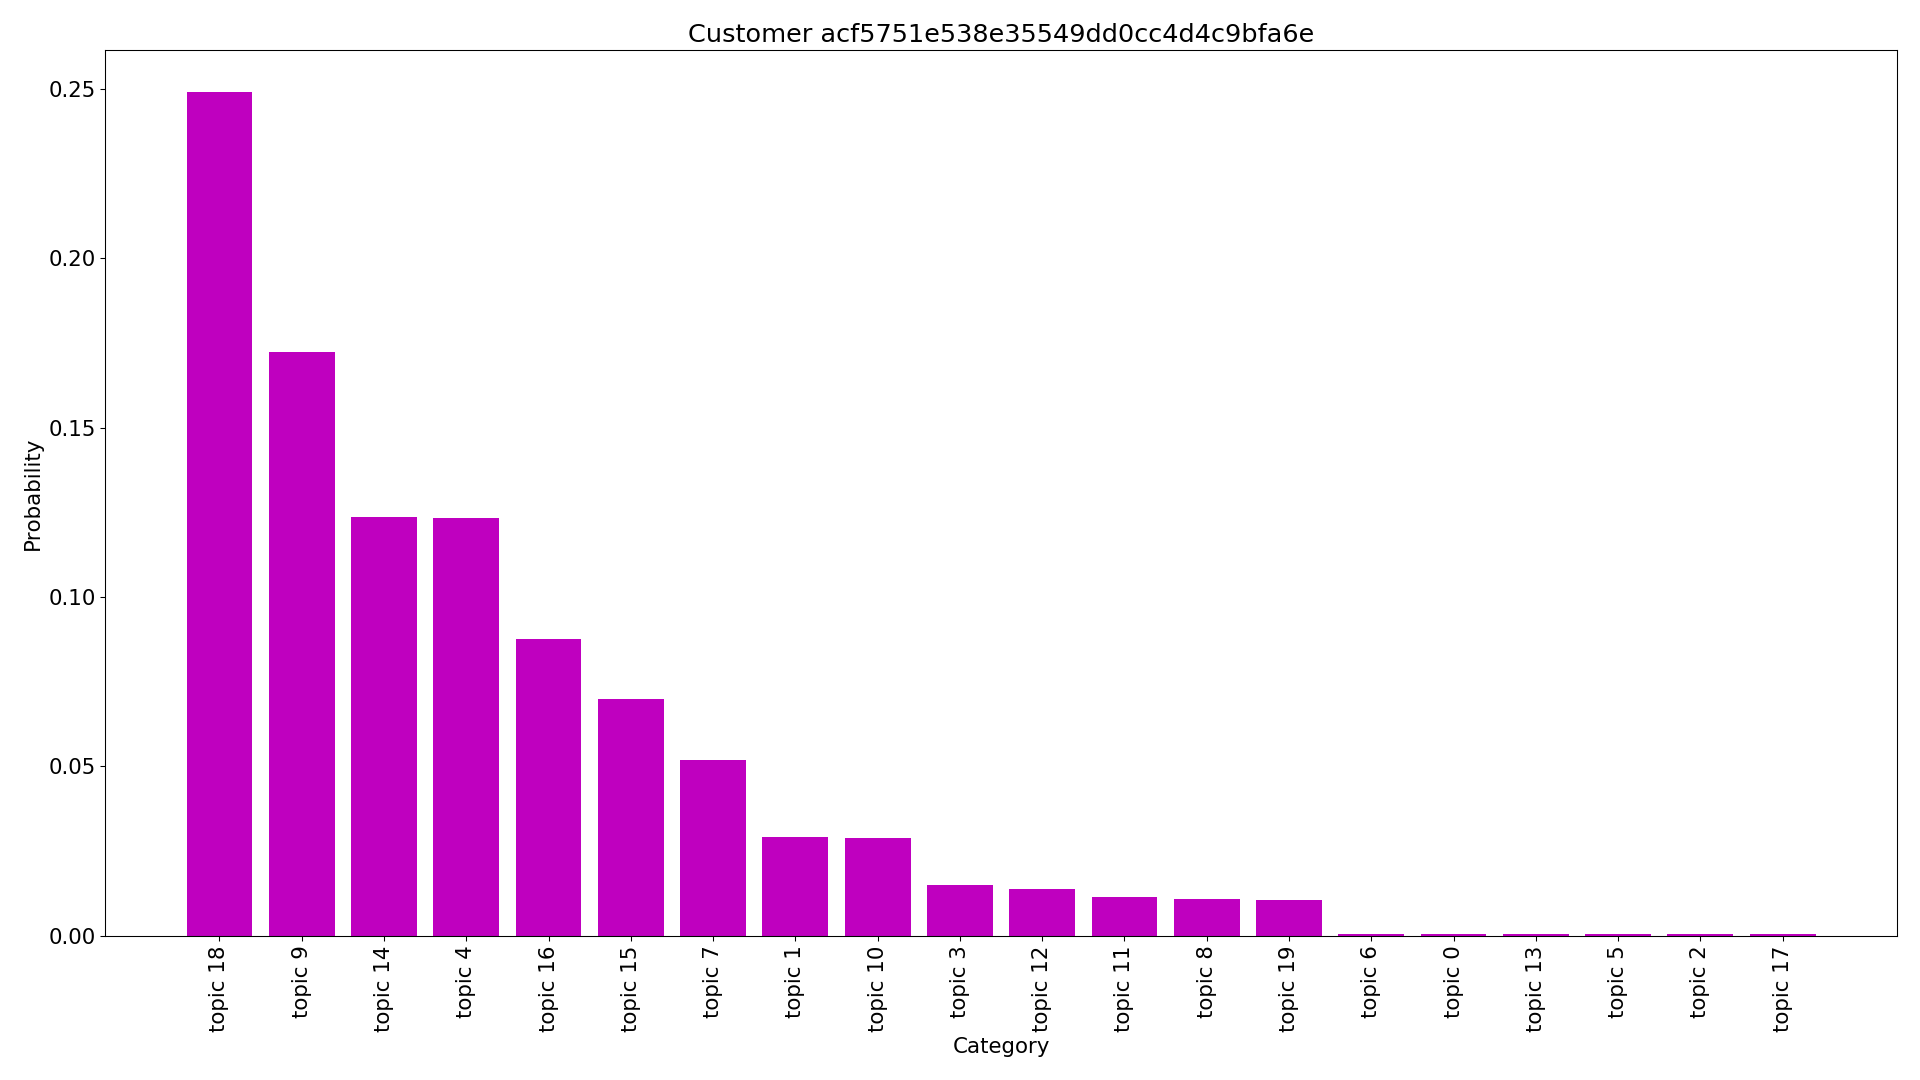 Customer acf5751e538e35549dd0cc4d4c9bfa6e
0.25
0.20
0.15
0.10
0.05
0.00
Probability
topic 18
topic 9
topic 14
topic 4
topic 16
topic 15
topic 7
topic 1
topic 10
topic 3
topic 12
topic 11
topic 8
topic 19
topic 6
topic 0
topic 13
topic 5
topic 2
topic 17
Category